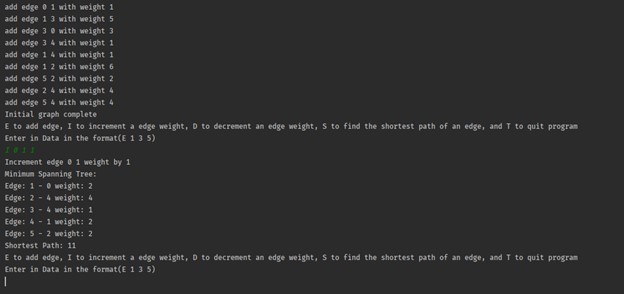 add edge 0 1 with weight 1
add edge 1 3 with weight 5
add edge 3 0 with weight 3
add edge 3 4 with weight 1
add edge 1 4 with weight 1
add edge 1 2 with weight 6
add edge 5 2 with weight 2
add edge 2 4 with weight 4
add edge 5 4 with weight 4
Initial graph complete
E to add edge, I to increment a edge weight, D to decrement an edge weight, S to find the shortest path of an edge, and T to quit program
Enter in Data in the format(E 1 3 5)
I 0 1 1
Increment edge 0 1 weight by 1
Minimum Spanning Tree:
Edge: 1 - 0 weight: 2
Edge: 2 - 4 weight: 4
Edge: 3 - 4 weight: 1
Edge: 4 - 1 weight: 2
Edge: 5 - 2 weight: 2
Shortest Path: 11
E to add edge, I to increment a edge weight, D to decrement an edge weight, S to find the shortest path of an edge, and T to quit program
Enter in Data in the format(E 1 3 5)